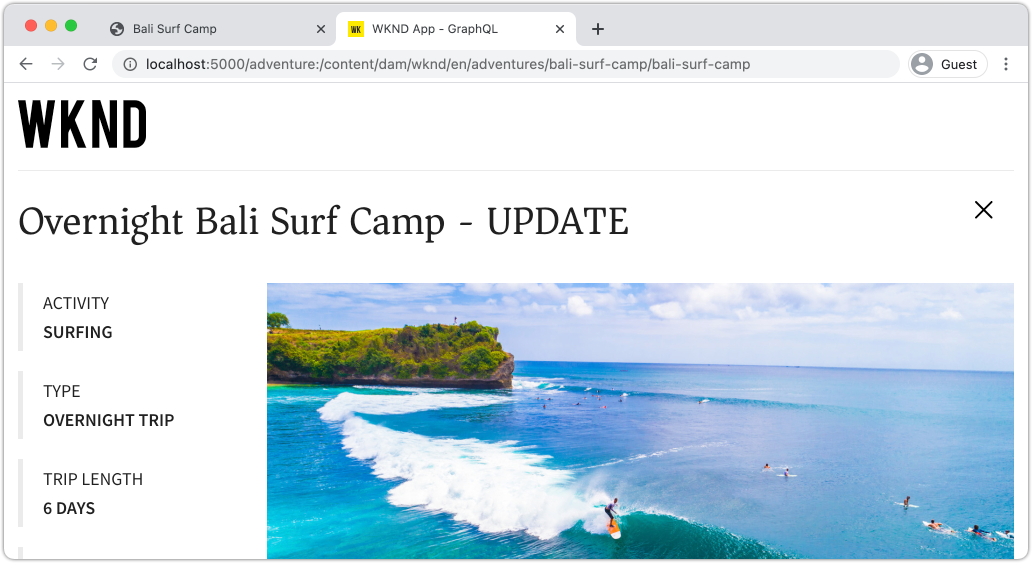 Bali Surf Camp
WK WKND App - GraphQL
localhost:5000/adventure:/content/dam/wknd/en/adventures/bali-surf-camp/bali-surf-camp
Guest
WKND
Overnight Bali Surf Camp - UPDATE
ACTIVITY
SURFING
TYPE
OVERNIGHT TRIP
TRIP LENGTH
6 DAYS